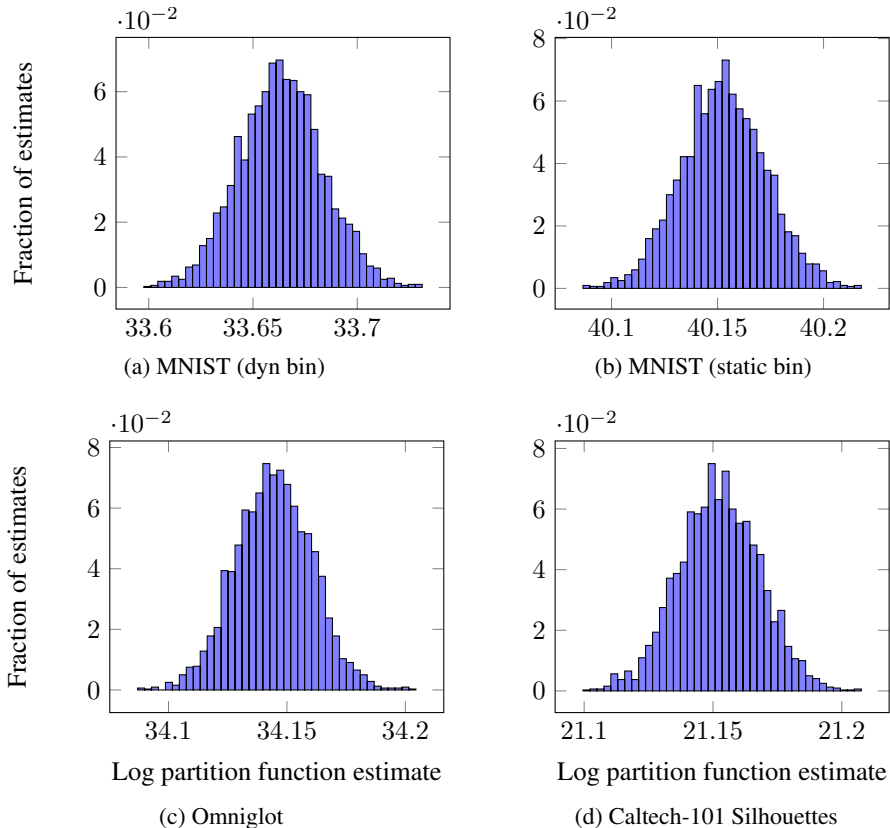 ·10⁻²
6
4
2
0
33.6 33.65 33.7
Fraction of estimates
(a) MNIST (dyn bin)
8
·10⁻²
6
4
2
0
40.1 40.15 40.2
(b) MNIST (static bin)
·10⁻²
8
6
4
2
0
34.1 34.15 34.2
Fraction of estimates
Log partition function estimate
(c) Omniglot
·10⁻²
8
6
4
2
0
21.1 21.15 21.2
Log partition function estimate
(d) Caltech-101 Silhouettes